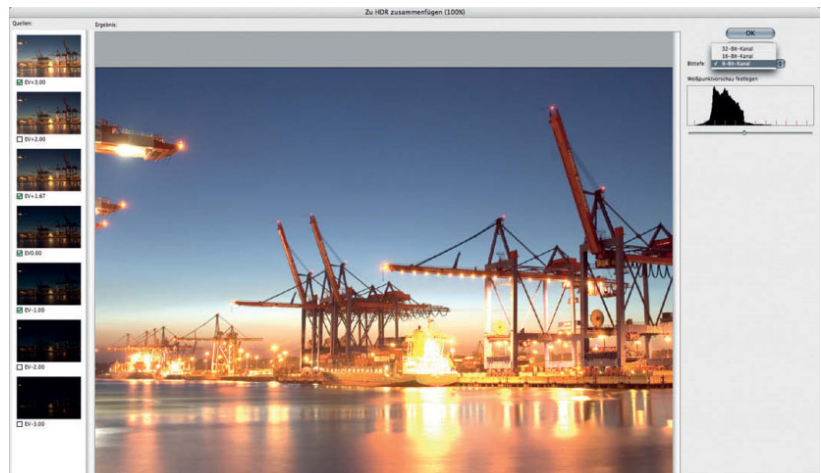 Zu HDR zusammenfügen (100%)
Quellen:
Ergebnis:
EV+3.00
EV+2.00
EV+1.67
EV0.00
EV-1.00
EV-2.00
EV-3.00
OK
32-Bit-Kanal
16-Bit-Kanal
Bittiefe: ✓ 8-Bit-Kanal
Weißpunktvorschau festlegen: